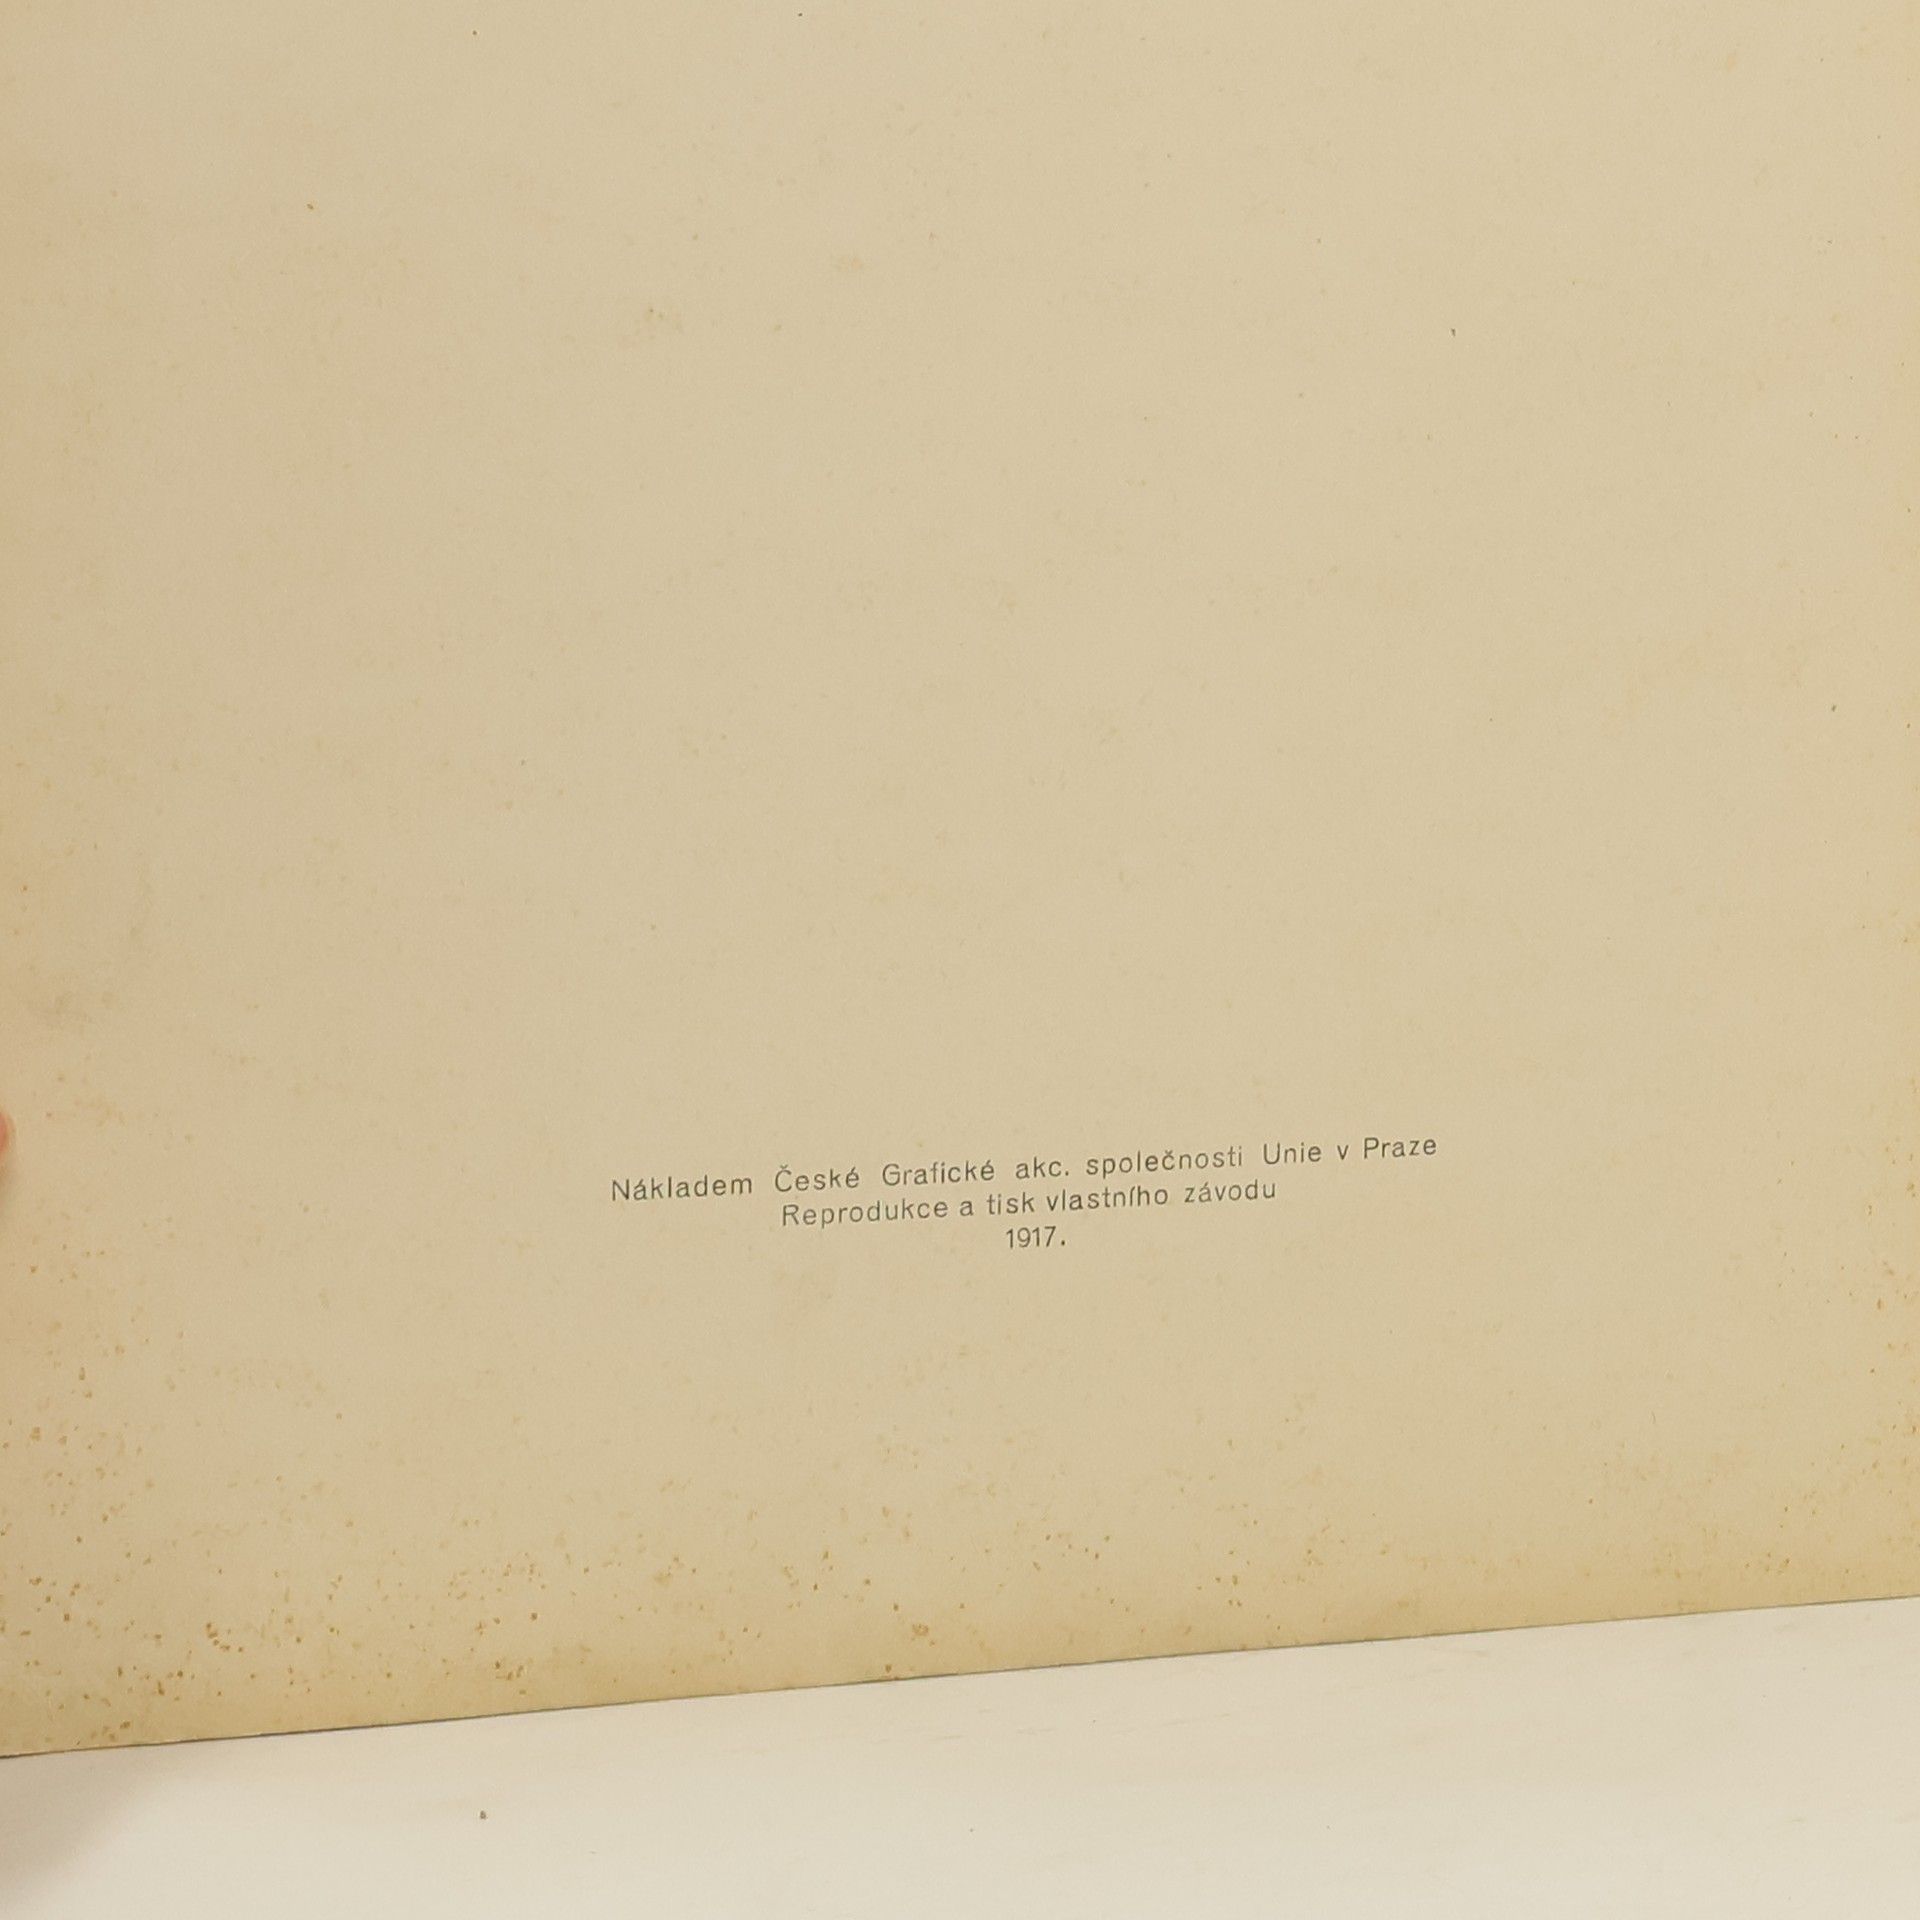 Nákladem České Grafické akc. společnosti Unie v Praze
Reprodukce a tisk vlastního závodu
1917.